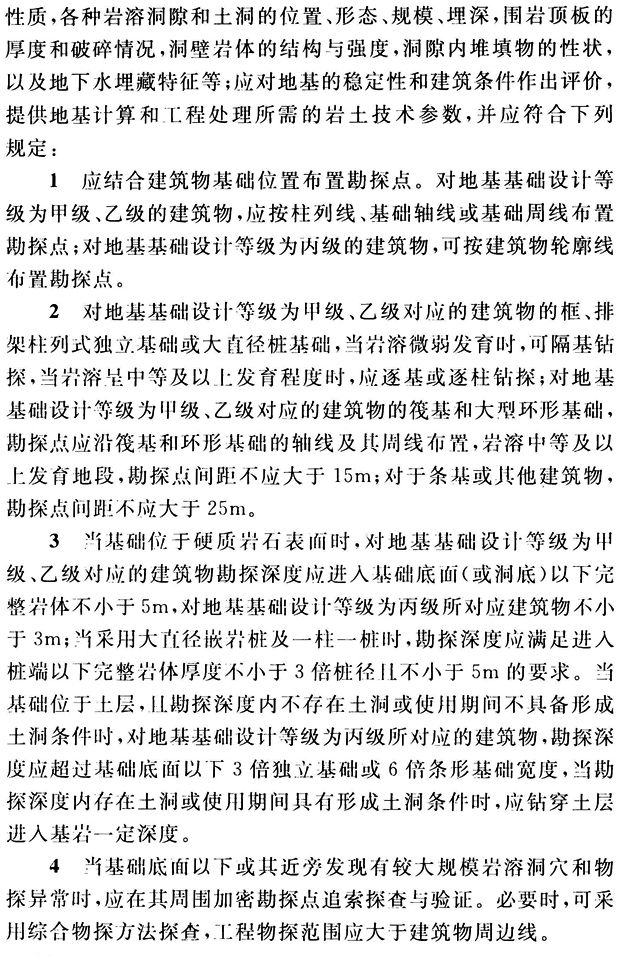 性质,各种岩溶洞隙和土洞的位置、形态、规模、埋深,围岩顶板的
厚度和破碎情况,洞壁岩体的结构与强度,洞隙内堆填物的性状,
以及地下水埋藏特征等;应对地基的稳定性和建筑条件作出评价,
提供地基计算和工程处理所需的岩土技术参数,并应符合下列
规定:
1 应结合建筑物基础位置布置勘探点。对地基基础设计等
级为甲级、乙级的建筑物,应按柱列线、基础轴线或基础周线布置
勘探点;对地基基础设计等级为丙级的建筑物,可按建筑物轮廓线
布置勘探点。
2 对地基基础设计等级为甲级、乙级对应的建筑物的框、排
架柱列式独立基础或大直径桩基础,当岩溶微弱发育时,可隔基钻
探,当岩溶呈中等及以上发育程度时,应逐基或逐柱钻探;对地基
基础设计等级为甲级、乙级对应的建筑物的筏基和大型环形基础,
勘探点应沿筏基和环形基础的轴线及其周线布置,岩溶中等及以
上发育地段,勘探点间距不应大于 15m;对于条基或其他建筑物,
勘探点间距不应大于 25m。
3 当基础位于硬质岩石表面时,对地基基础设计等级为甲
级、乙级对应的建筑物勘探深度应进入基础底面(或洞底)以下完
整岩体不小于 5m,对地基基础设计等级为丙级所对应建筑物不小
于 3m;当采用大直径嵌岩桩及一柱一桩时,勘探深度应满足进入
桩端以下完整岩体厚度不小于 3 倍桩径且不小于 5m 的要求。当
基础位于土层,且勘探深度内不存在土洞或使用期间不具备形成
土洞条件时,对地基基础设计等级为丙级所对应的建筑物,勘探深
度应超过基础底面以下 3 倍独立基础或 6 倍条形基础宽度,当勘
探深度内存在土洞或使用期间具有形成土洞条件时,应钻穿土层
进入基岩一定深度。
4 当基础底面以下或其近旁发现有较大规模岩溶洞穴和物
探异常时,应在其周围加密勘探点追索探查与验证。必要时,可采
用综合物探方法探查,工程物探范围应大于建筑物周边线。